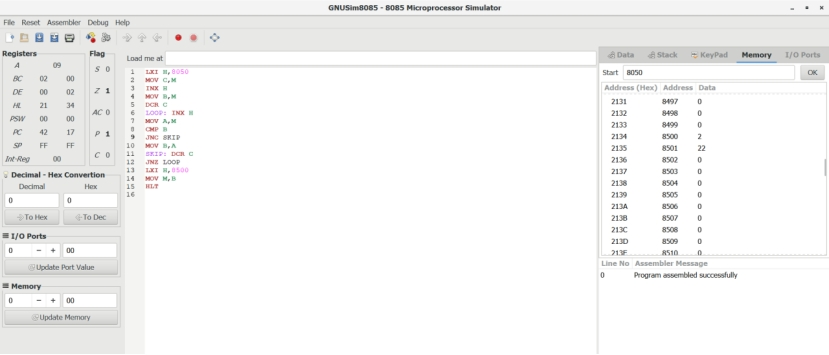 GNUSim8085 - 8085 Microprocessor Simulator
File Reset Assembler Debug Help
Registers
A 09
BC 02 00
DE 00 02
HL 21 34
PSW 00 00
PC 42 17
SP FF FF
Int-Reg 00
Flag
S 0
Z 1
AC 0
P 1
C 0
Decimal - Hex Convertion
Decimal Hex
0 0
To Hex To Dec
I/O Ports
0 - + 00
Update Port Value
Memory
0 - + 00
Update Memory
Load me at
1 LXI H,8050
2 MOV C,M
3 INX H
4 MOV B,M
5 DCR C
6 LOOP: INX H
7 MOV A,M
8 CMP B
9 JNC SKIP
10 MOV B,A
11 SKIP: DCR C
12 JNZ LOOP
13 LXI H,8500
14 MOV M,B
15 HLT
16
Data Stack KeyPad Memory I/O Ports
Start 8050 OK
Address (Hex) Address Data
2131 8497 0
2132 8498 0
2133 8499 0
2134 8500 2
2135 8501 22
2136 8502 0
2137 8503 0
2138 8504 0
2139 8505 0
213A 8506 0
213B 8507 0
213C 8508 0
213D 8509 0
213E 8510 0
Line No Assembler Message
0 Program assembled successfully